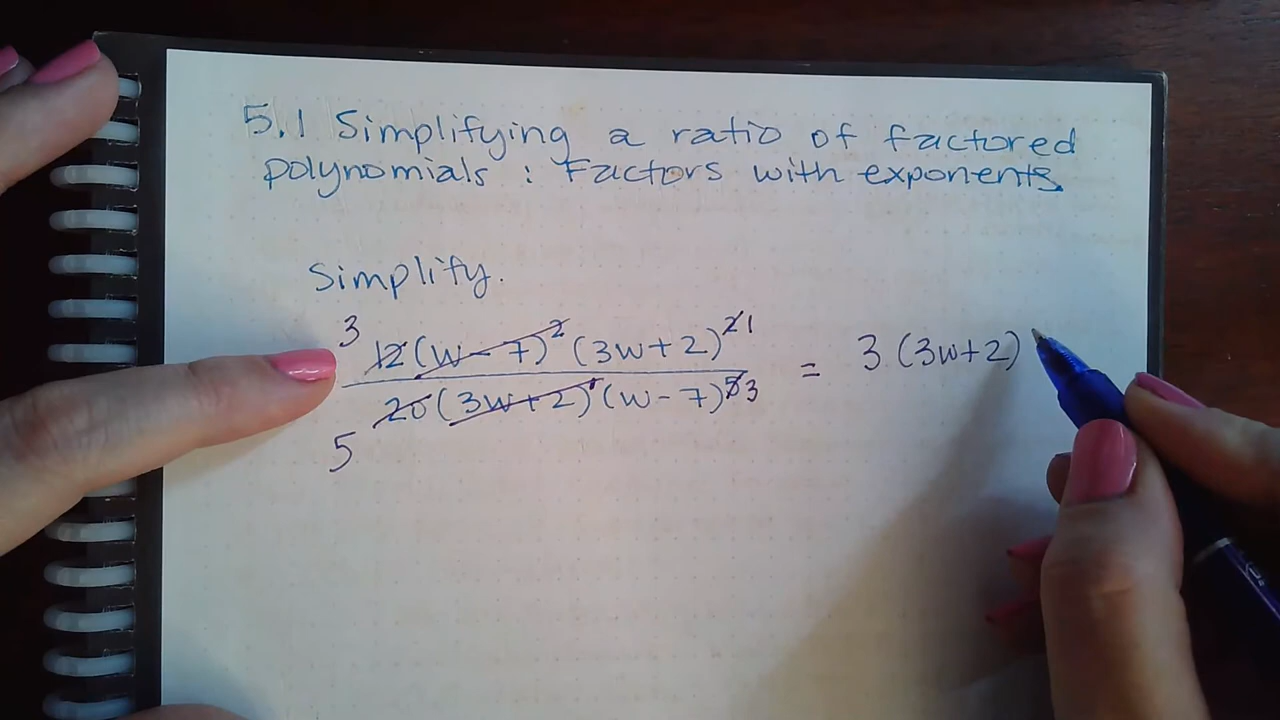 5.1 Simplifying a ratio of factored
polynomials : Factors with exponents
Simplify.
3 12(w-7)^2 (3w+2)^2 1
20(3w+2)^1 (w-7)^5 3
5
= 3 (3w+2)